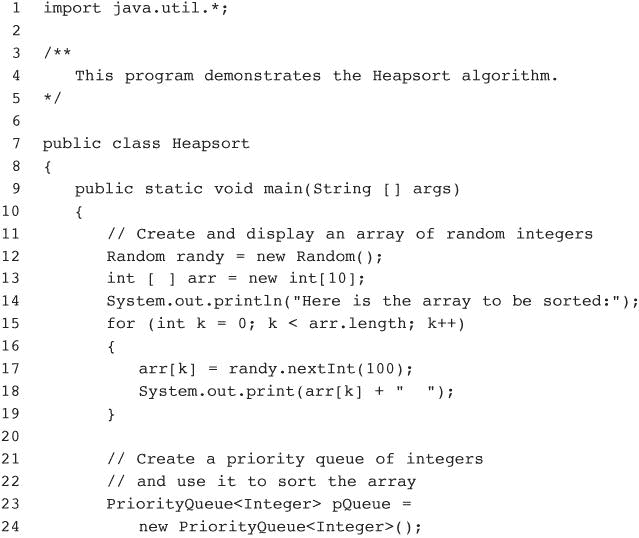 1 import java.util.*;
2
3 /**
4    This program demonstrates the Heapsort algorithm.
5 */
6
7 public class Heapsort
8 {
9    public static void main(String [] args)
10    {
11       // Create and display an array of random integers
12       Random randy = new Random();
13       int [ ] arr = new int[10];
14       System.out.println("Here is the array to be sorted:");
15       for (int k = 0; k < arr.length; k++)
16       {
17          arr[k] = randy.nextInt(100);
18          System.out.print(arr[k] + "  ");
19       }
20
21       // Create a priority queue of integers
22       // and use it to sort the array
23       PriorityQueue<Integer> pQueue =
24          new PriorityQueue<Integer>();